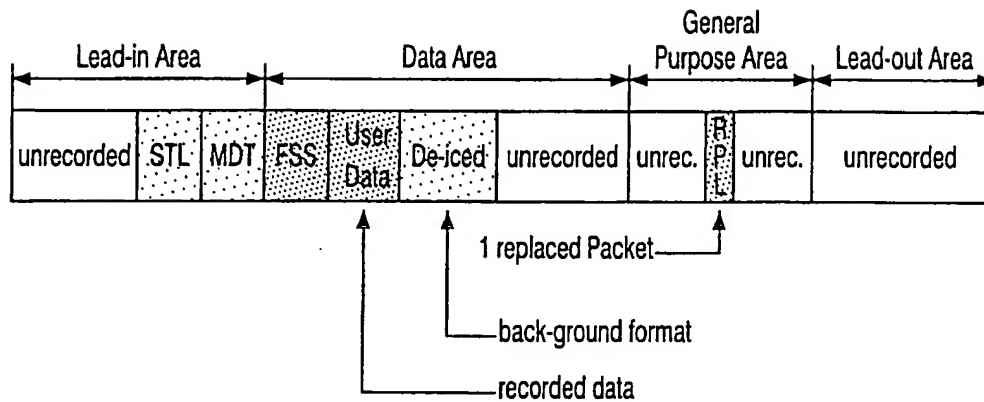 General
Lead-in Area
Data Area
Purpose Area
Lead-out Area
unrecorded
STL
MDT
FSS
User
Data
De-iced
unrecorded
unrec.
R
P
L
unrec.
unrecorded
1 replaced Packet
back-ground format
recorded data